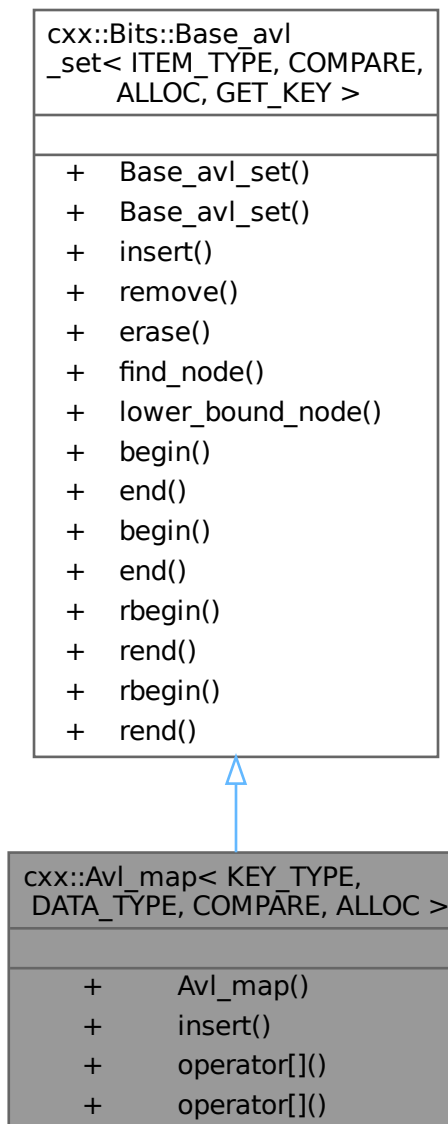 cxx::Bits::Base_avl
_set< ITEM_TYPE, COMPARE,
ALLOC, GET_KEY >
+ Base_avl_set()
+ Base_avl_set()
+ insert()
+ remove()
+ erase()
+ find_node()
+ lower_bound_node()
+ begin()
+ end()
+ begin()
+ end()
+ rbegin()
+ rend()
+ rbegin()
+ rend()
cxx::Avl_map< KEY_TYPE,
DATA_TYPE, COMPARE, ALLOC >
+ Avl_map()
+ insert()
+ operator[]()
+ operator[]()